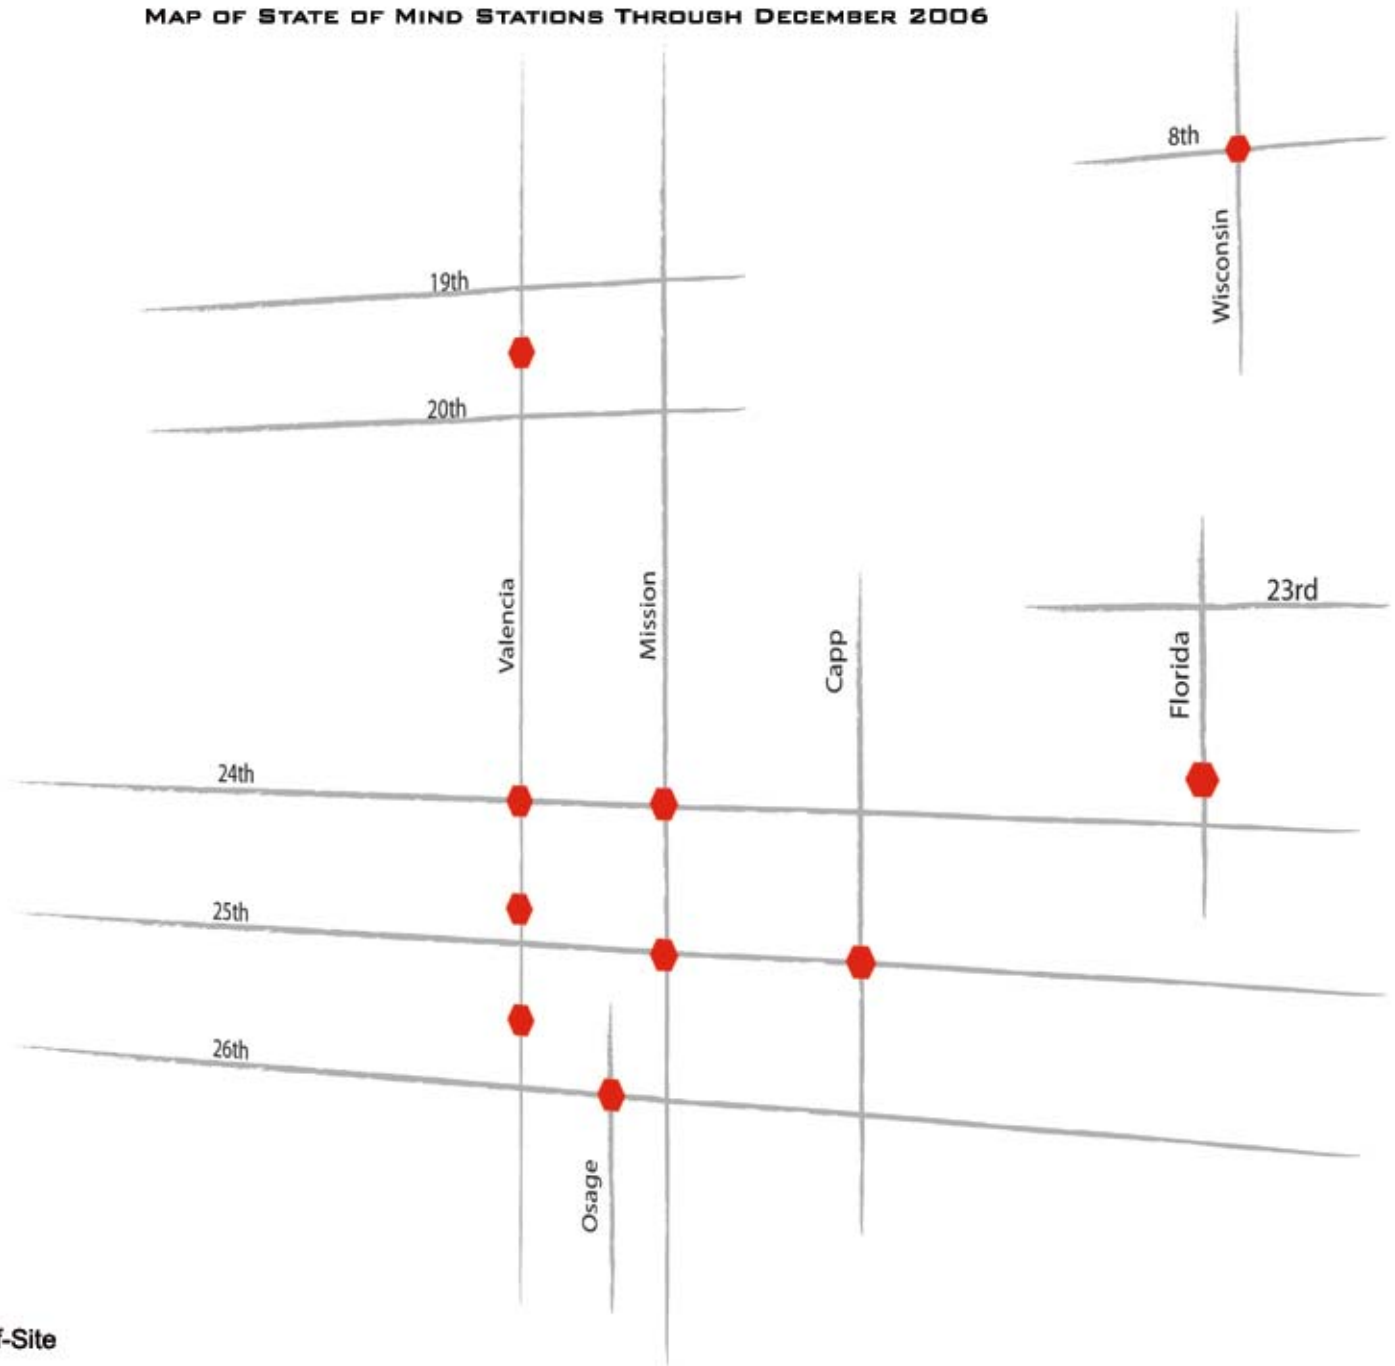 MAP OF STATE OF MIND STATIONS THROUGH DECEMBER 2006
8th
Wisconsin
19th
20th
Valencia
Mission
Capp
23rd
Florida
24th
25th
26th
Osage
f-Site